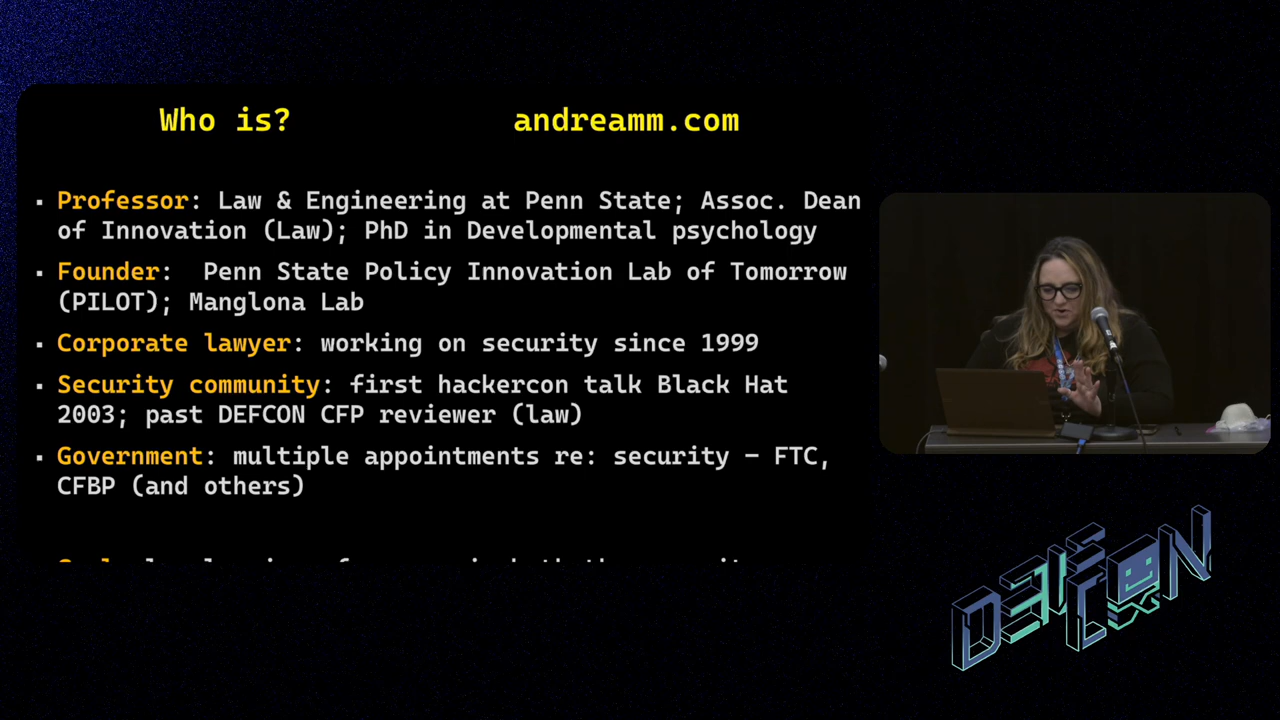 Who is? andreamm.com
▪ Professor: Law & Engineering at Penn State; Assoc. Dean
of Innovation (Law); PhD in Developmental psychology
▪ Founder: Penn State Policy Innovation Lab of Tomorrow
(PILOT); Manglona Lab
▪ Corporate lawyer: working on security since 1999
▪ Security community: first hackercon talk Black Hat
2003; past DEFCON CFP reviewer (law)
▪ Government: multiple appointments re: security – FTC,
CFBP (and others)
DEF CON